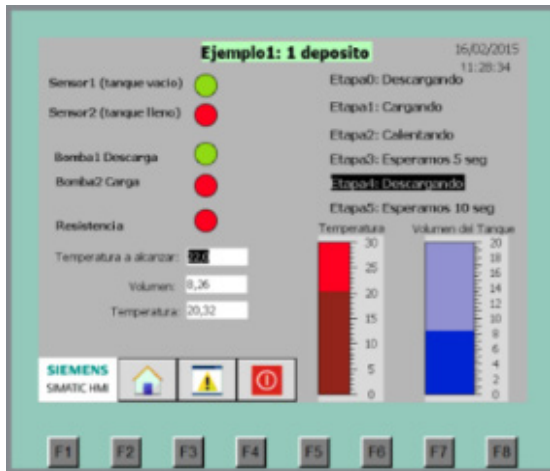 Ejemplo1: 1 deposito
16/02/2015
11:28:34
Sensor1 (tanque vacio)
Sensor2 (tanque lleno)
Bomba1 Descarga
Bomba2 Carga
Resistencia
Etapa0: Descargando
Etapa1: Cargando
Etapa2: Calentando
Etapa3: Esperamos 5 seg
Etapa4: Descargando
Etapa5: Esperamos 10 seg
Temperatura a alcanzar: 22,0
Volumen: 8,26
Temperatura: 20,32
Temperatura
30
25
20
15
10
5
0
Volumen del Tanque
20
18
16
14
12
10
8
6
4
2
0
SIEMENS
SIMATIC HMI
F1 F2 F3 F4 F5 F6 F7 F8